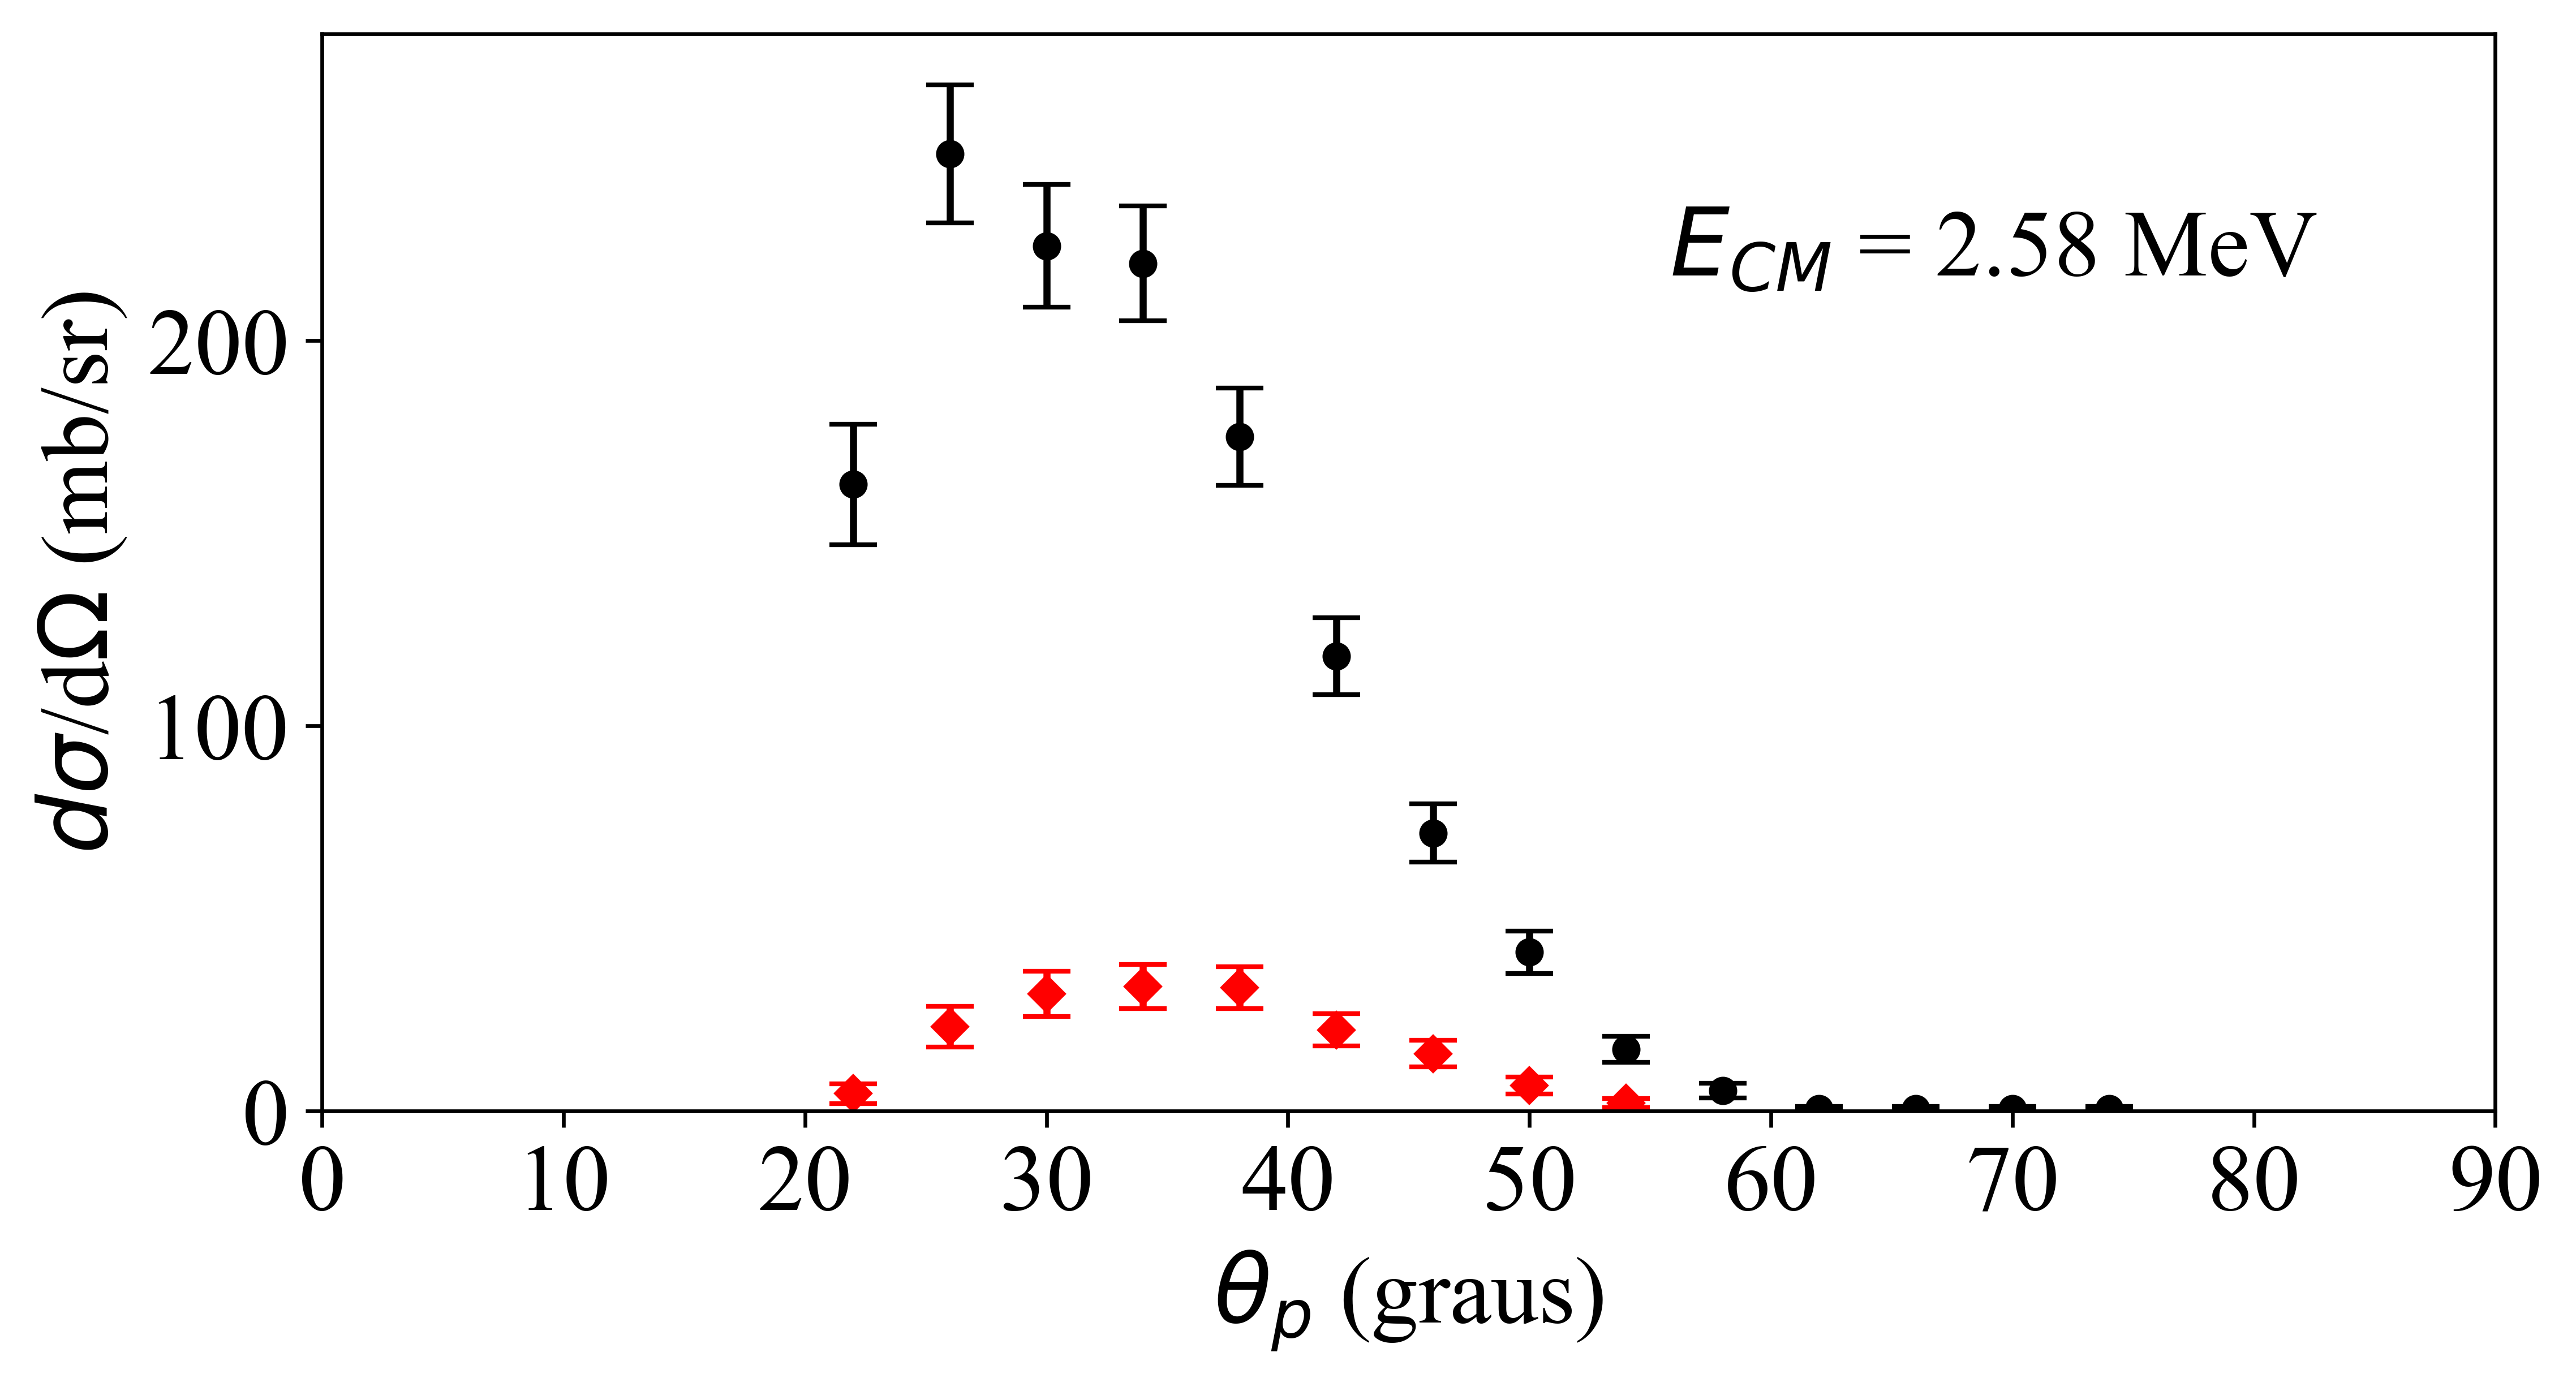 E_CM = 2.58 MeV
dσ/dΩ (mb/sr)
200
100
0
0 10 20 30 40 50 60 70 80 90
θ_p (graus)